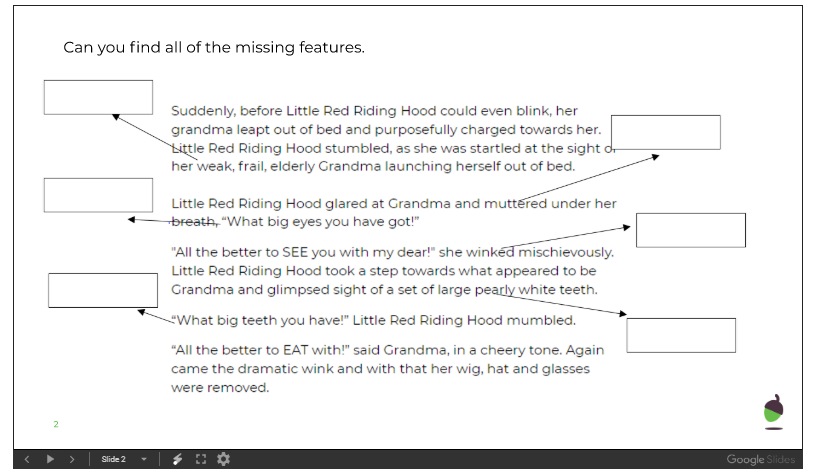 Can you find all of the missing features.
Suddenly, before Little Red Riding Hood could even blink, her
grandma leapt out of bed and purposefully charged towards her.
Little Red Riding Hood stumbled, as she was startled at the sight of
her weak, frail, elderly Grandma launching herself out of bed.
Little Red Riding Hood glared at Grandma and muttered under her
breath, “What big eyes you have got!”
"All the better to SEE you with my dear!" she winked mischievously.
Little Red Riding Hood took a step towards what appeared to be
Grandma and glimpsed sight of a set of large pearly white teeth.
“What big teeth you have!” Little Red Riding Hood mumbled.
“All the better to EAT with!” said Grandma, in a cheery tone. Again
came the dramatic wink and with that her wig, hat and glasses
were removed.
2
Slide 2
Google Slides